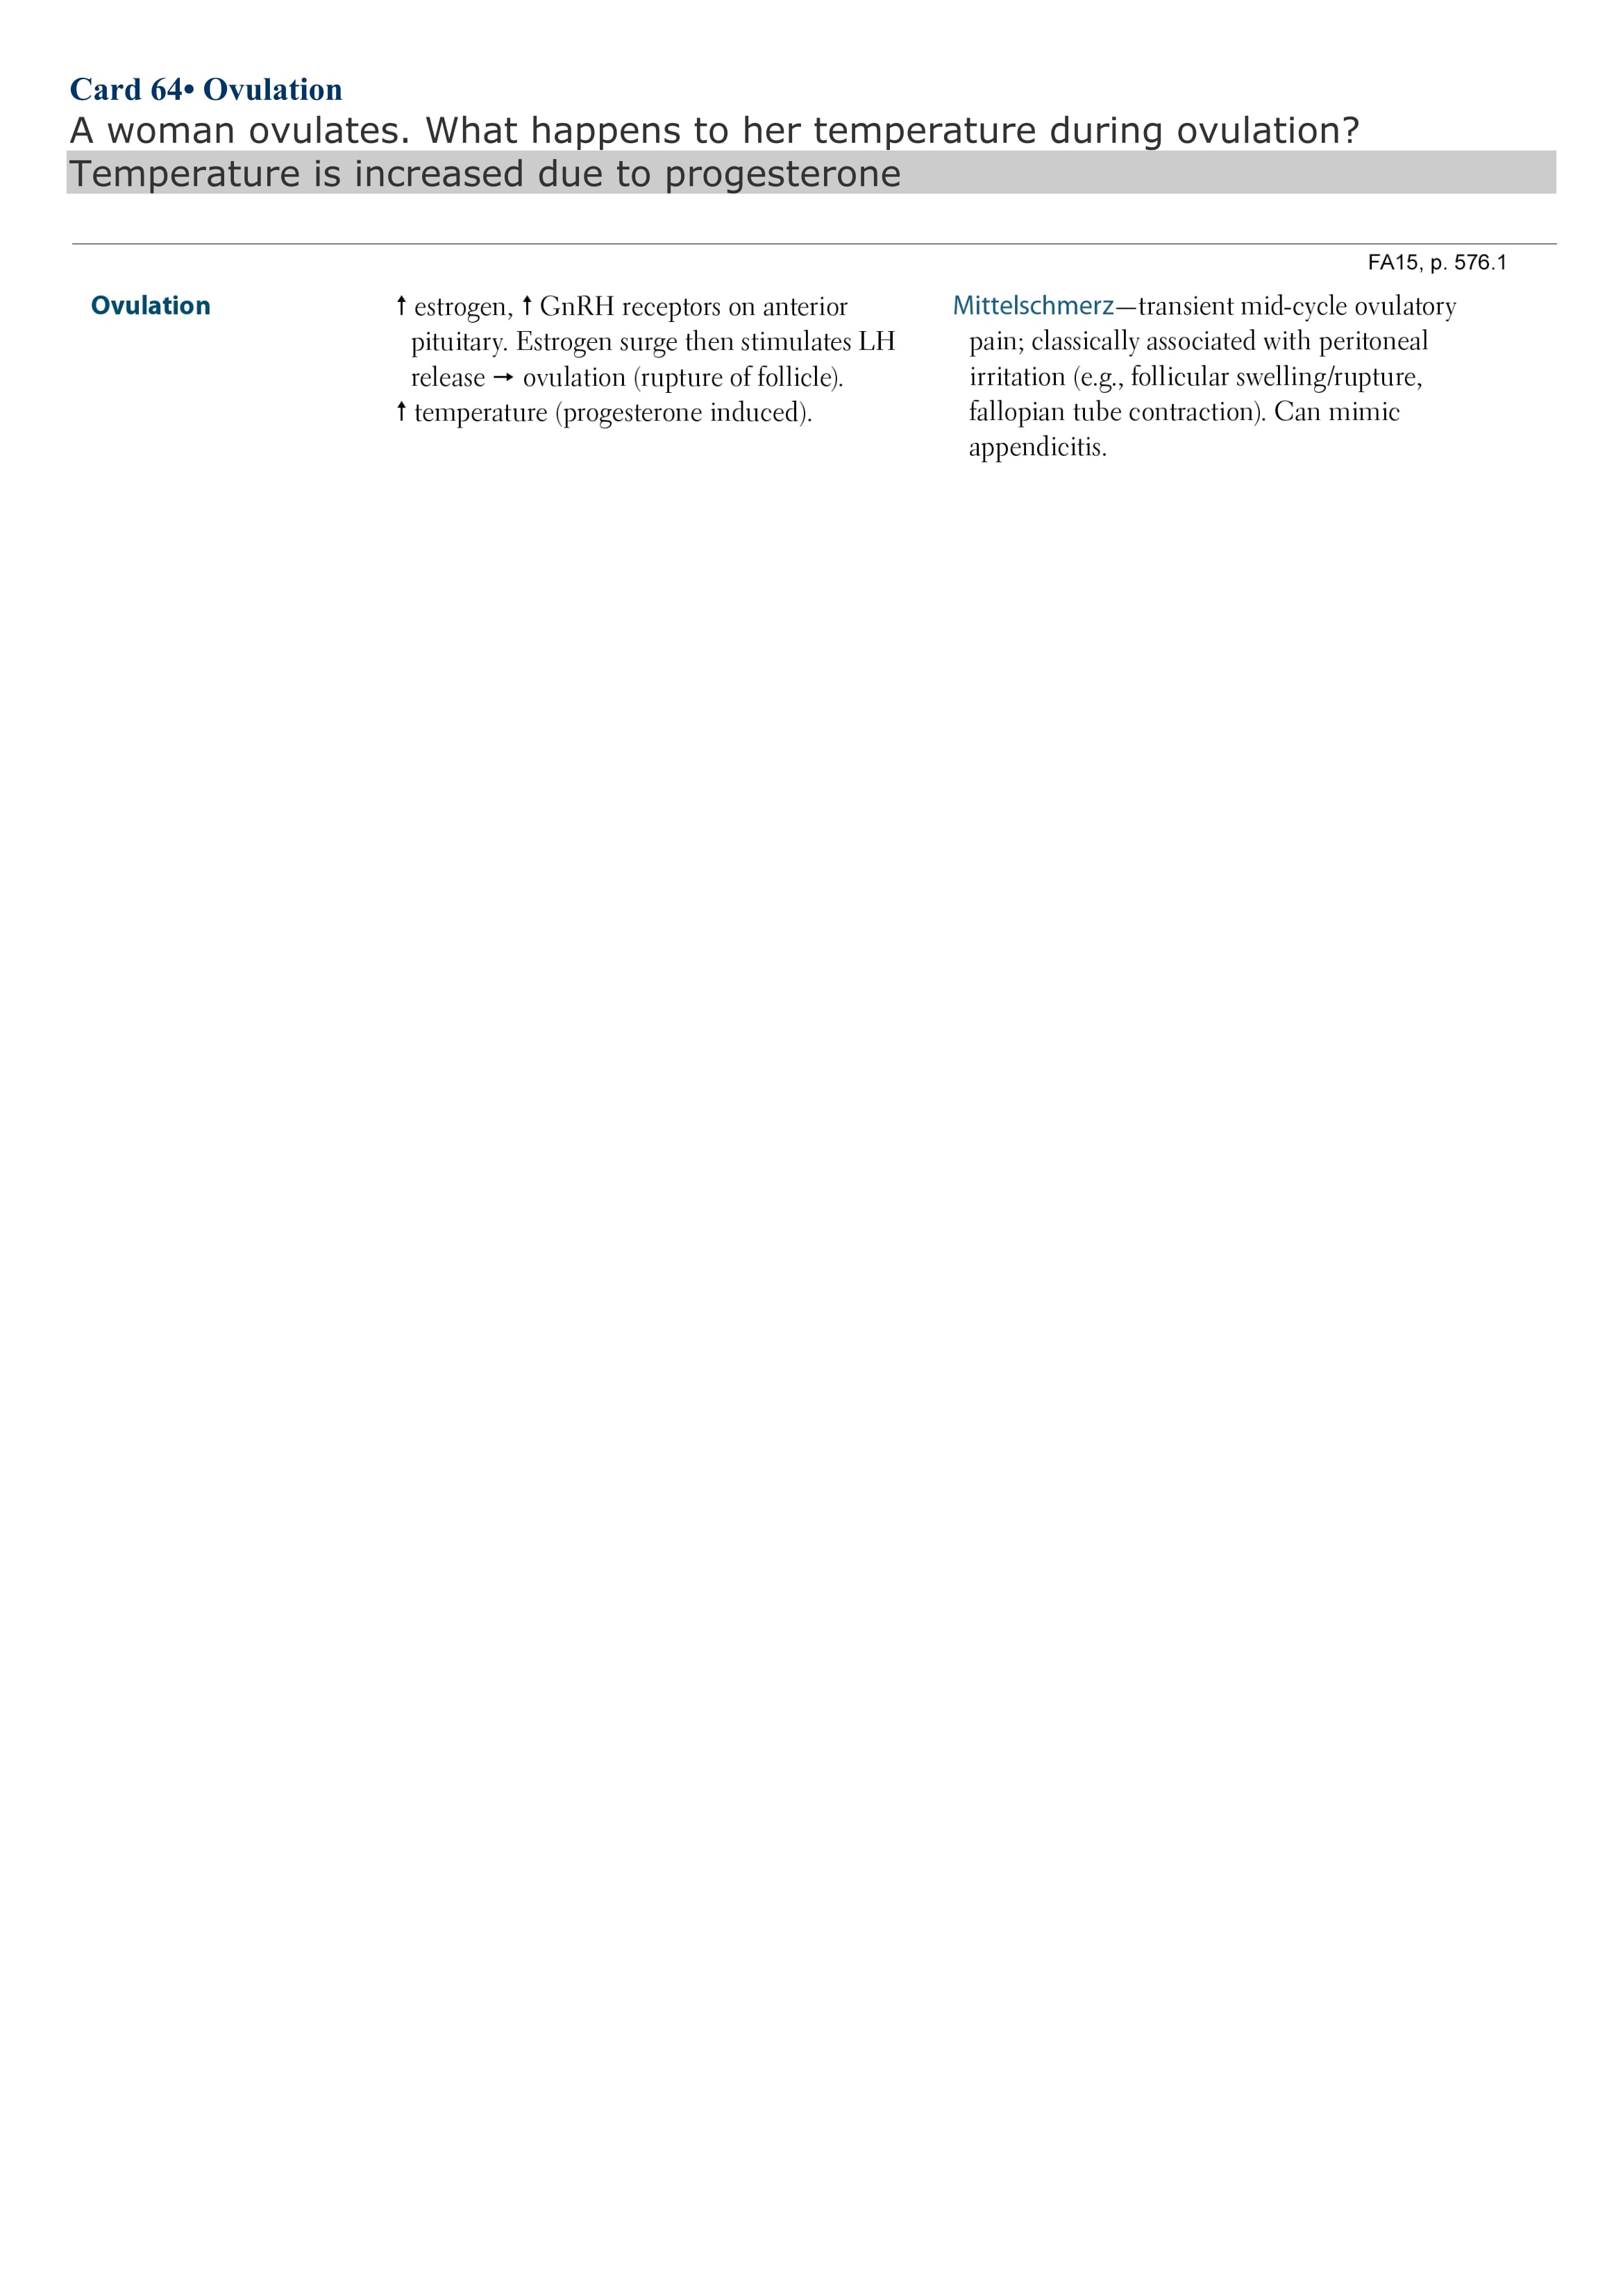 Card 64• Ovulation
A woman ovulates. What happens to her temperature during ovulation?
Temperature is increased due to progesterone
FA15, p. 576.1
Ovulation
↑ estrogen, ↑ GnRH receptors on anterior
pituitary. Estrogen surge then stimulates LH
release → ovulation (rupture of follicle).
↑ temperature (progesterone induced).
Mittelschmerz—transient mid-cycle ovulatory
pain; classically associated with peritoneal
irritation (e.g., follicular swelling/rupture,
fallopian tube contraction). Can mimic
appendicitis.